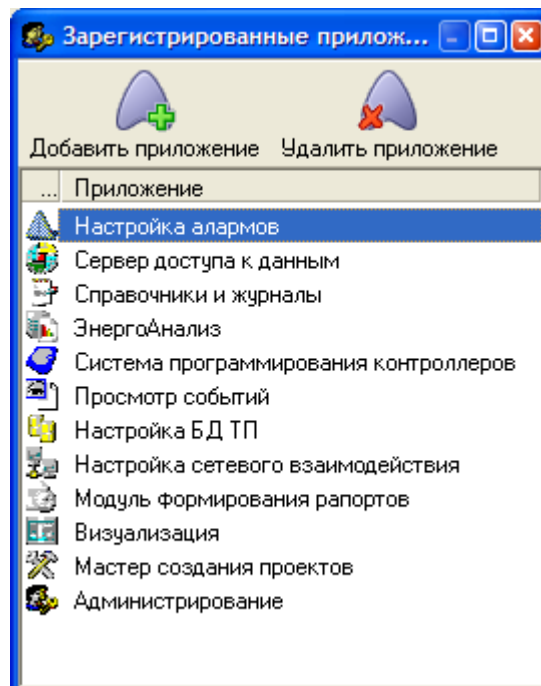 Зарегистрированные прилож...
Добавить приложение Удалить приложение
... Приложение
Настройка алармов
Сервер доступа к данным
Справочники и журналы
ЭнергоАнализ
Система программирования контроллеров
Просмотр событий
Настройка БД ТП
Настройка сетевого взаимодействия
Модуль формирования рапортов
Визуализация
Мастер создания проектов
Администрирование